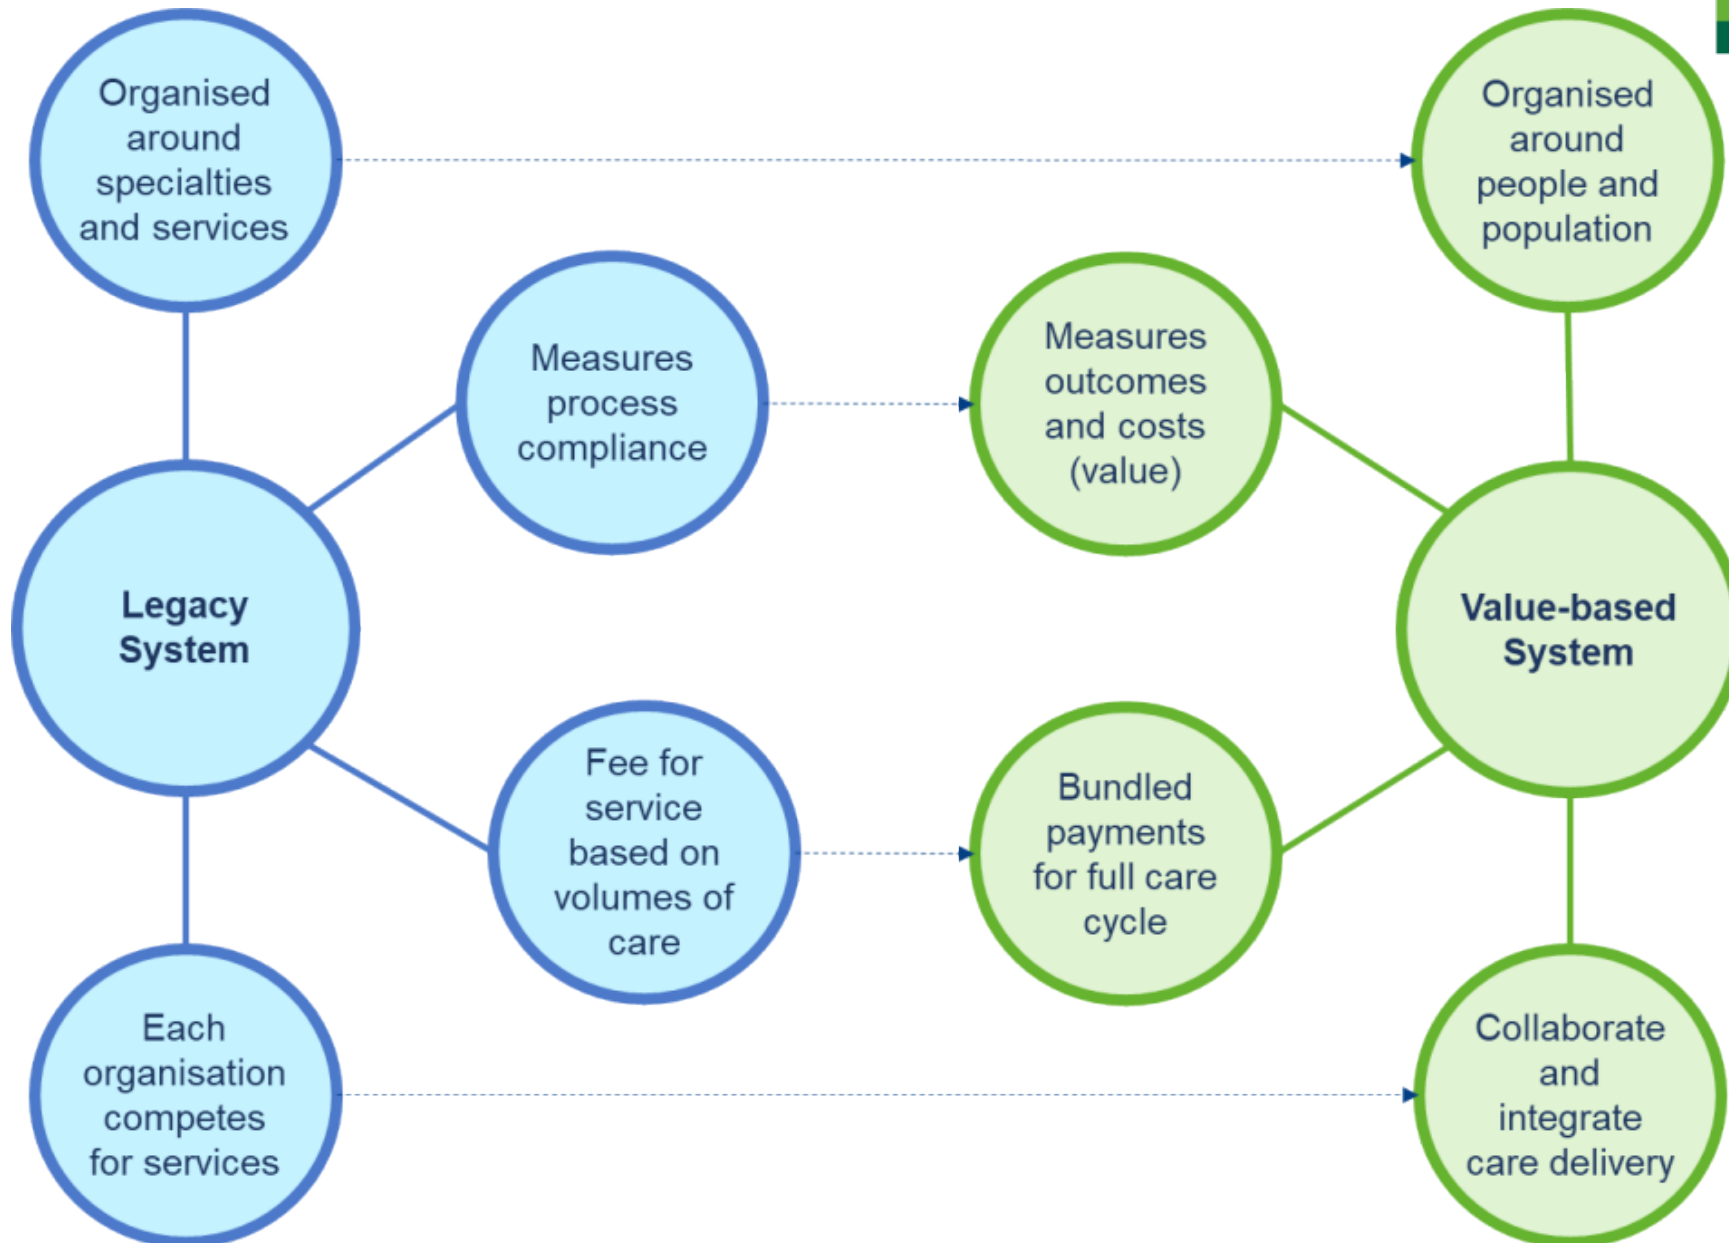 Organised
around
specialties
and services
Organised
around
people and
population
Measures
process
compliance
Measures
outcomes
and costs
(value)
Legacy
System
Value-based
System
Fee for
service
based on
volumes of
care
Bundled
payments
for full care
cycle
Each
organisation
competes
for services
Collaborate
and
integrate
care delivery